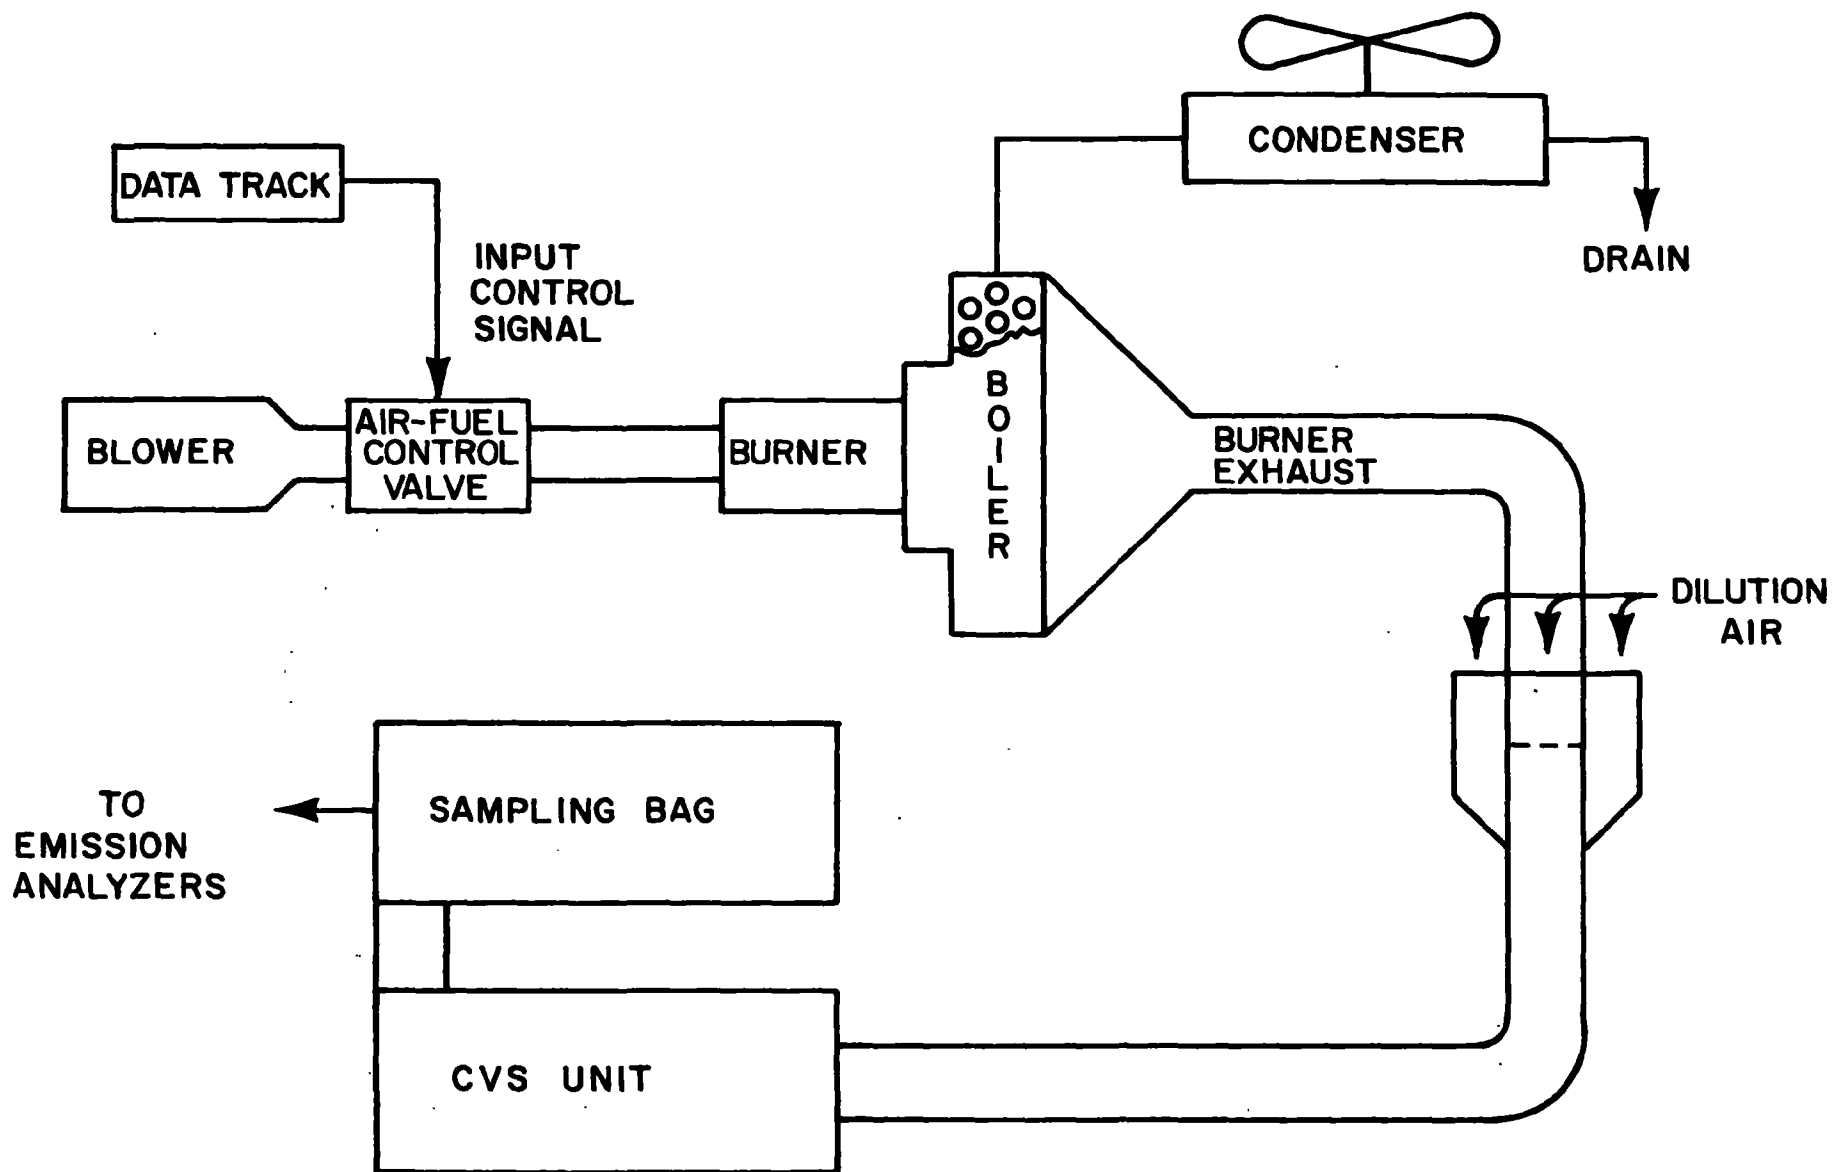 CONDENSER
DATA TRACK
INPUT
CONTROL
SIGNAL
DRAIN
BLOWER
AIR-FUEL
CONTROL
VALVE
BURNER
BOILER
BURNER
EXHAUST
DILUTION
AIR
TO
EMISSION
ANALYZERS
SAMPLING BAG
CVS UNIT